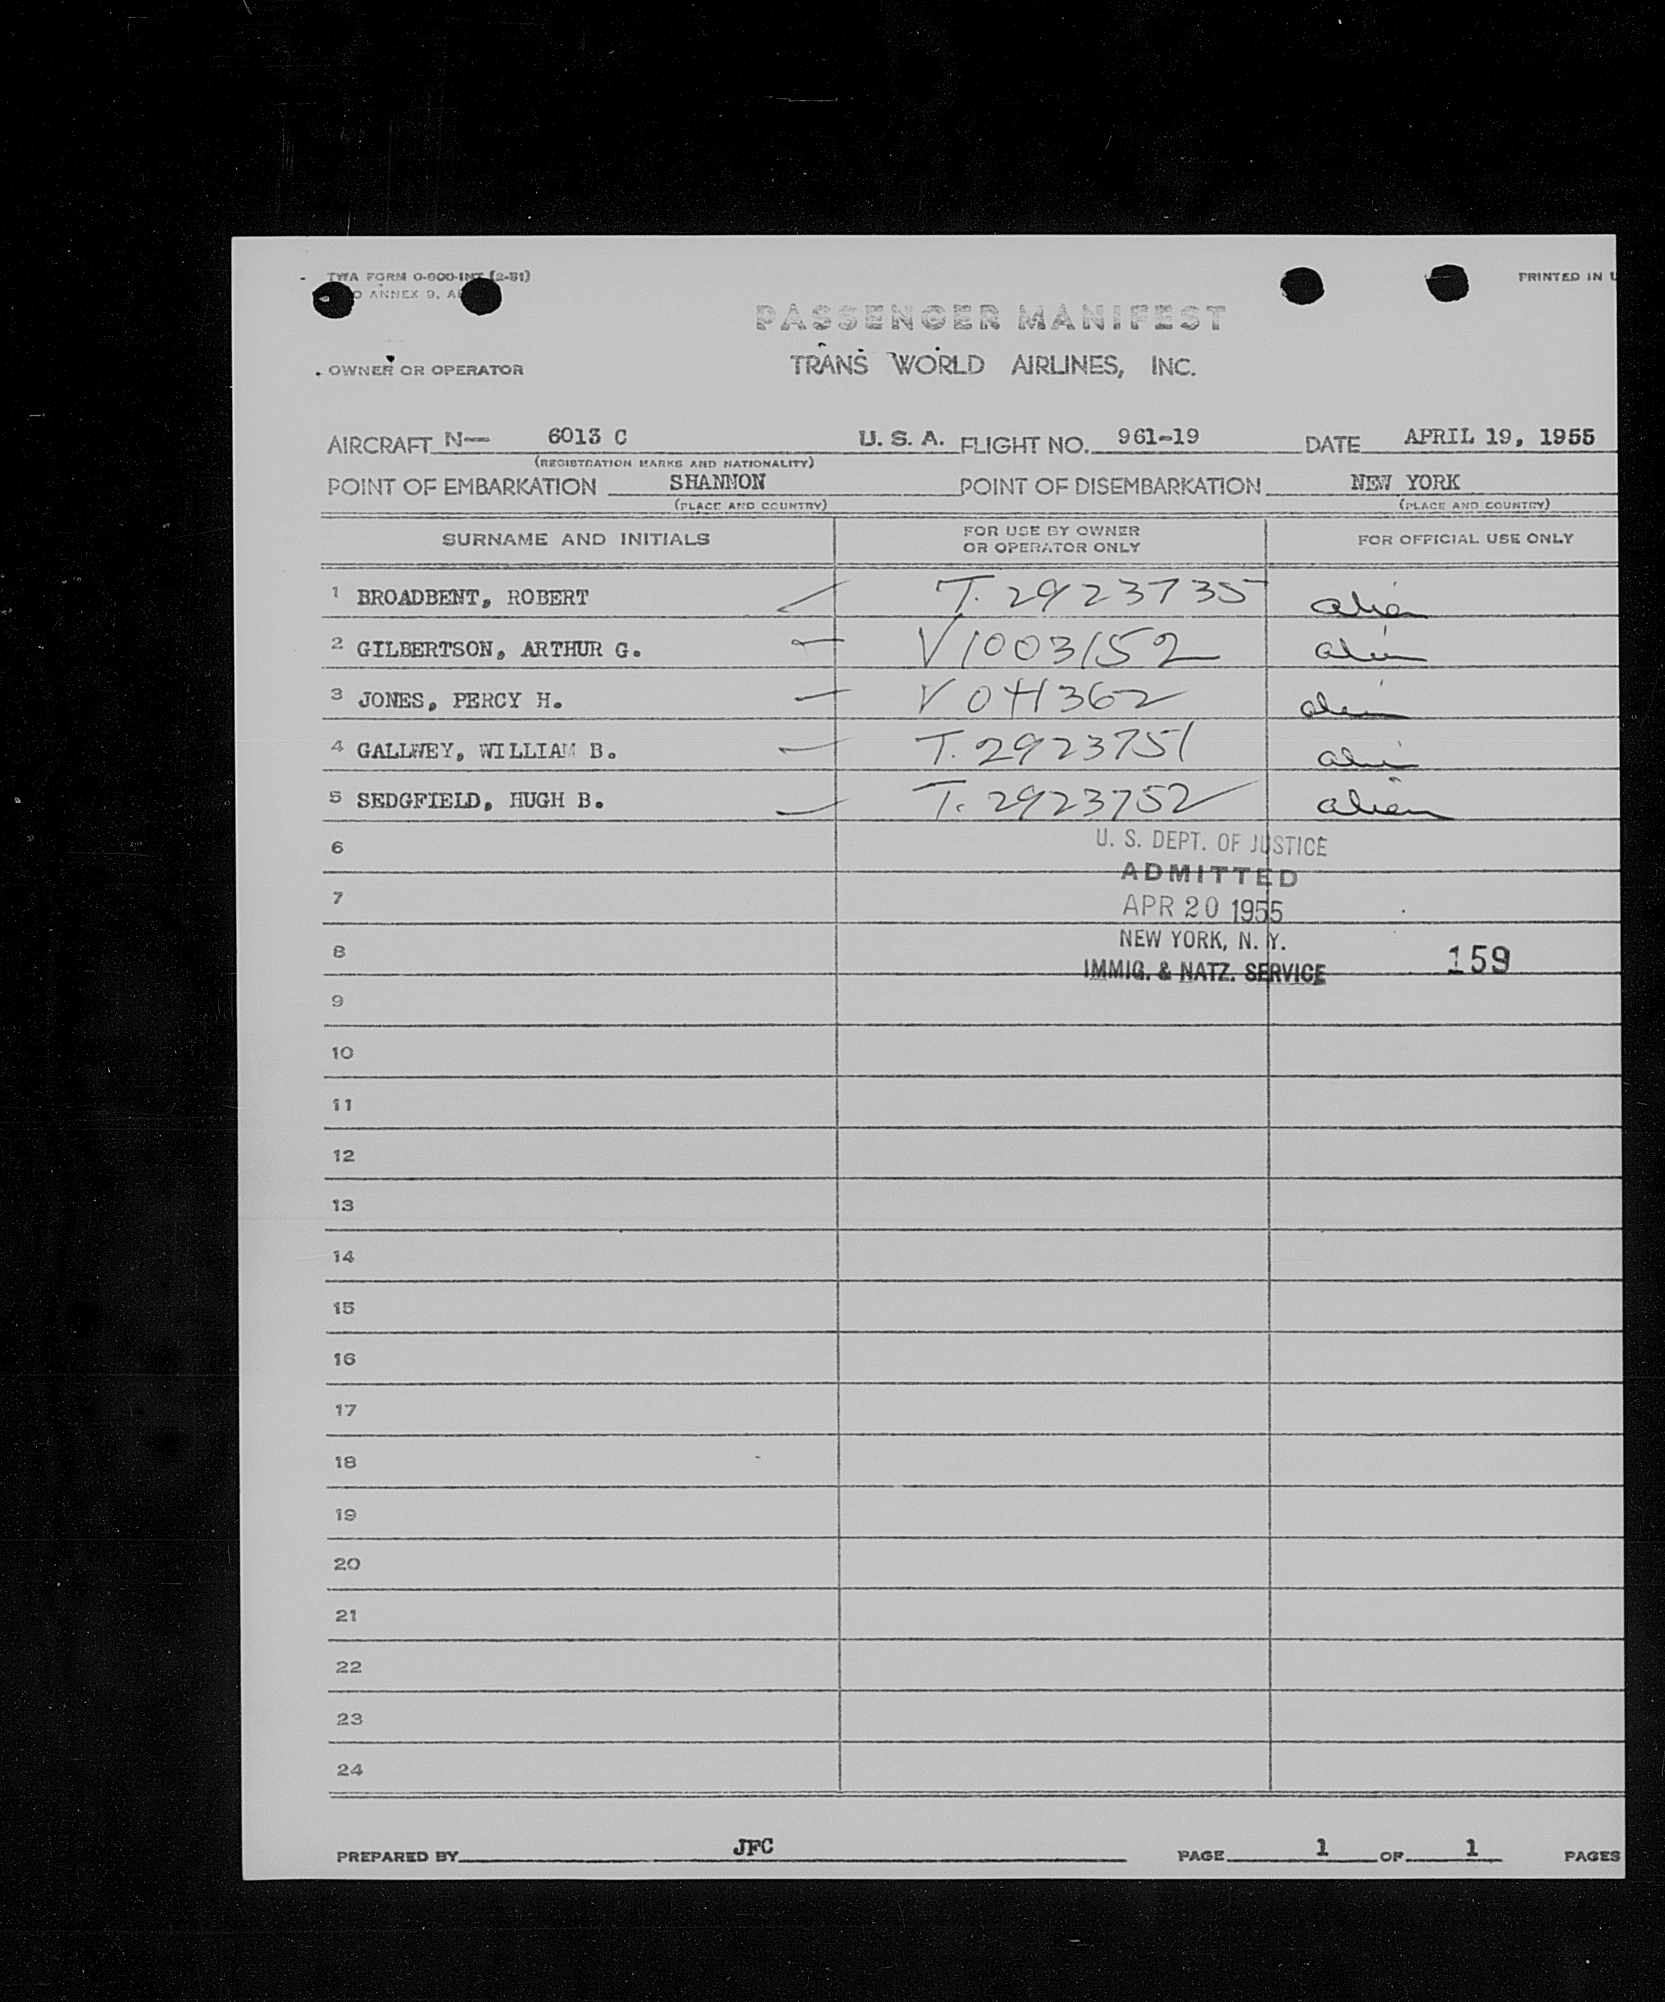 TWA FORM O-800-INT (2-51)
O ANNEX 9, A
PRINTED IN U
PASSENGER MANIFEST
OWNER OR OPERATOR
TRANS WORLD AIRLINES, INC.
AIRCRAFT N-- 6013 C U. S. A. FLIGHT NO. 961-19 DATE APRIL 19, 1955
(REGISTRATION MARKS AND NATIONALITY)
POINT OF EMBARKATION SHANNON POINT OF DISEMBARKATION NEW YORK
(PLACE AND COUNTRY) (PLACE AND COUNTRY)
SURNAME AND INITIALS FOR USE BY OWNER OR OPERATOR ONLY FOR OFFICIAL USE ONLY
1 BROADBENT, ROBERT T. 2923735 alien
2 GILBERTSON, ARTHUR G. V1003152 alien
3 JONES, PERCY H. V 0H362 alien
4 GALLWEY, WILLIAM B. T. 2923751 alien
5 SEDGFIELD, HUGH B. T. 2923752 alien
6 U. S. DEPT. OF JUSTICE
ADMITTED
7 APR 20 1955
8 NEW YORK, N. Y.
IMMIG. & NATZ. SERVICE 159
9
10
11
12
13
14
15
16
17
18
19
20
21
22
23
24
PREPARED BY JFC PAGE 1 OF 1 PAGES